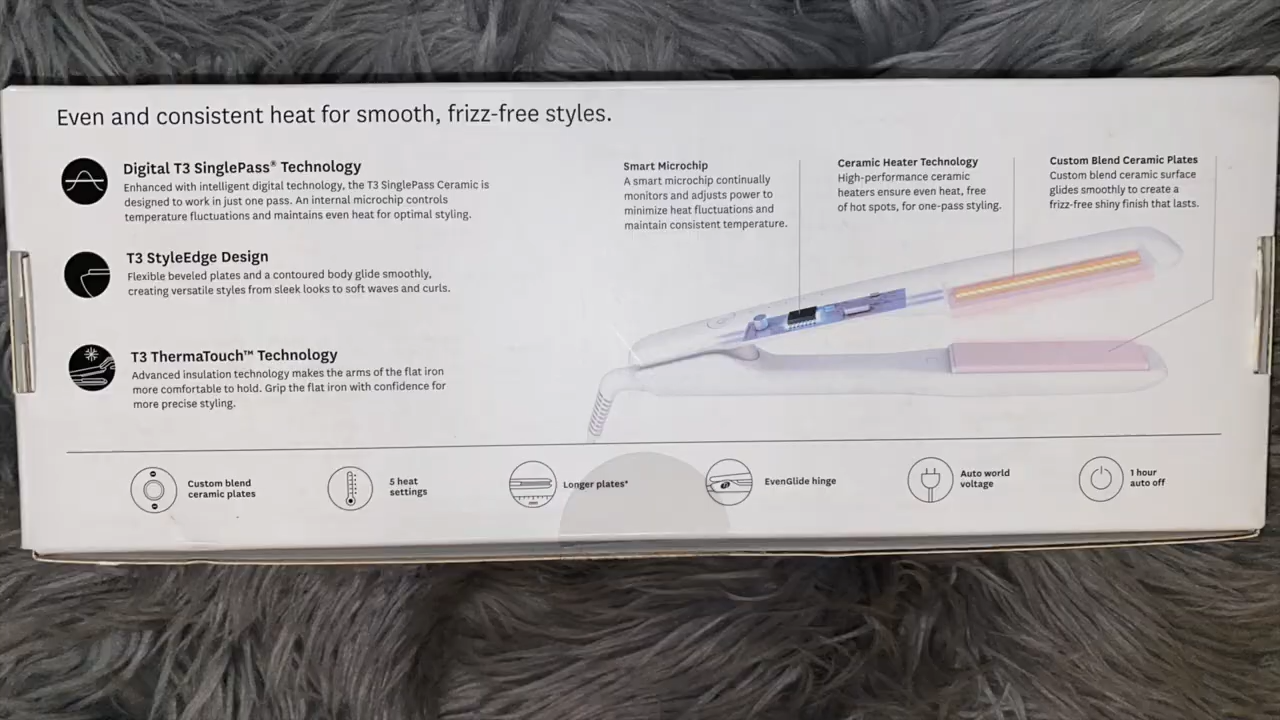 Even and consistent heat for smooth, frizz-free styles.
Digital T3 SinglePass® Technology
Enhanced with intelligent digital technology, the T3 SinglePass Ceramic is
designed to work in just one pass. An internal microchip controls
temperature fluctuations and maintains even heat for optimal styling.
T3 StyleEdge Design
Flexible beveled plates and a contoured body glide smoothly,
creating versatile styles from sleek looks to soft waves and curls.
T3 ThermaTouch™ Technology
Advanced insulation technology makes the arms of the flat iron
more comfortable to hold. Grip the flat iron with confidence for
more precise styling.
Smart Microchip
A smart microchip continually
monitors and adjusts power to
minimize heat fluctuations and
maintain consistent temperature.
Ceramic Heater Technology
High-performance ceramic
heaters ensure even heat, free
of hot spots, for one-pass styling.
Custom Blend Ceramic Plates
Custom blend ceramic surface
glides smoothly to create a
frizz-free shiny finish that lasts.
Custom blend
ceramic plates
5 heat
settings
Longer plates*
EvenGlide hinge
Auto world
voltage
1 hour
auto off